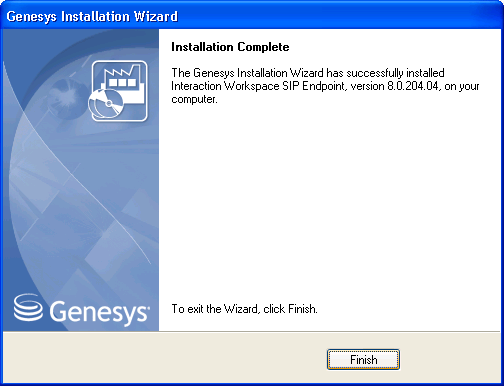 Genesys Installation Wizard
Installation Complete
The Genesys Installation Wizard has successfully installed
Interaction Workspace SIP Endpoint, version 8.0.204.04, on your
computer.
Genesys
To exit the Wizard, click Finish.
Finish